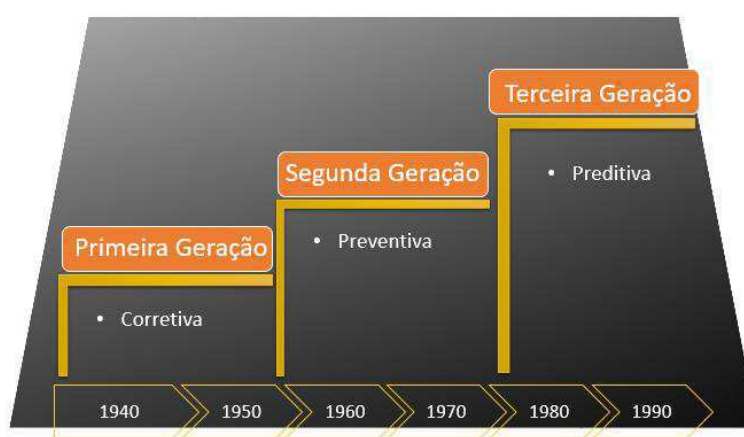 Terceira Geração
• Preditiva
Segunda Geração
• Preventiva
Primeira Geração
• Corretiva
1940 1950 1960 1970 1980 1990